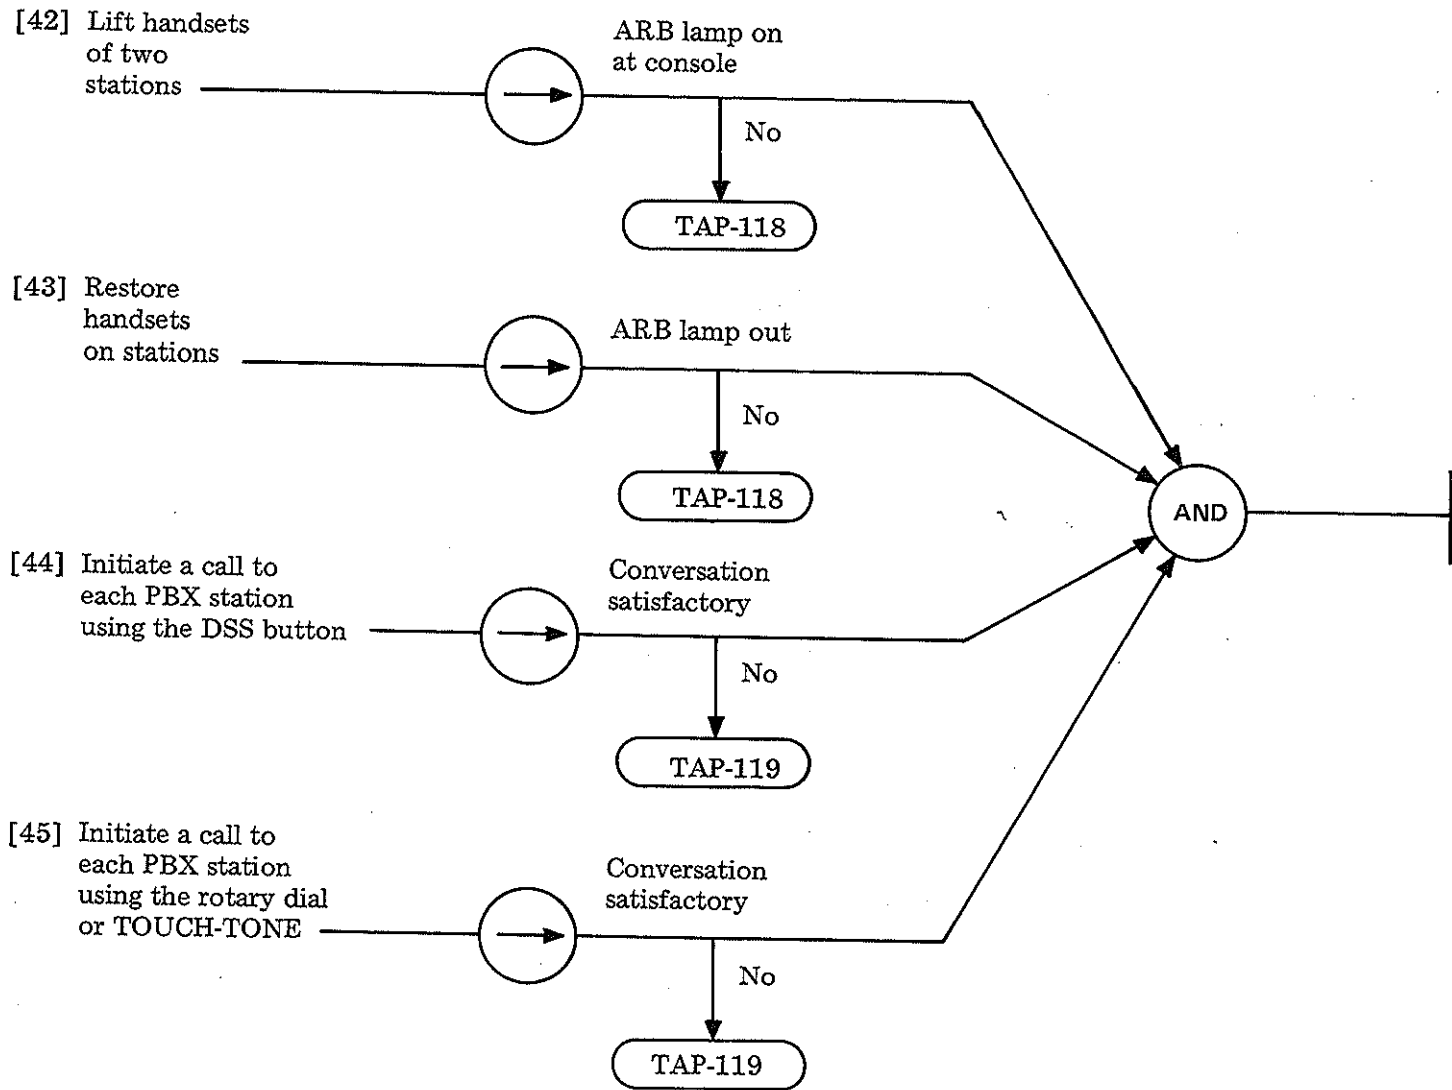 [42] Lift handsets
of two
stations
ARB lamp on
at console
No
TAP-118
[43] Restore
handsets
on stations
ARB lamp out
No
TAP-118
AND
[44] Initiate a call to
each PBX station
using the DSS button
Conversation
satisfactory
No
TAP-119
[45] Initiate a call to
each PBX station
using the rotary dial
or TOUCH-TONE
Conversation
satisfactory
No
TAP-119